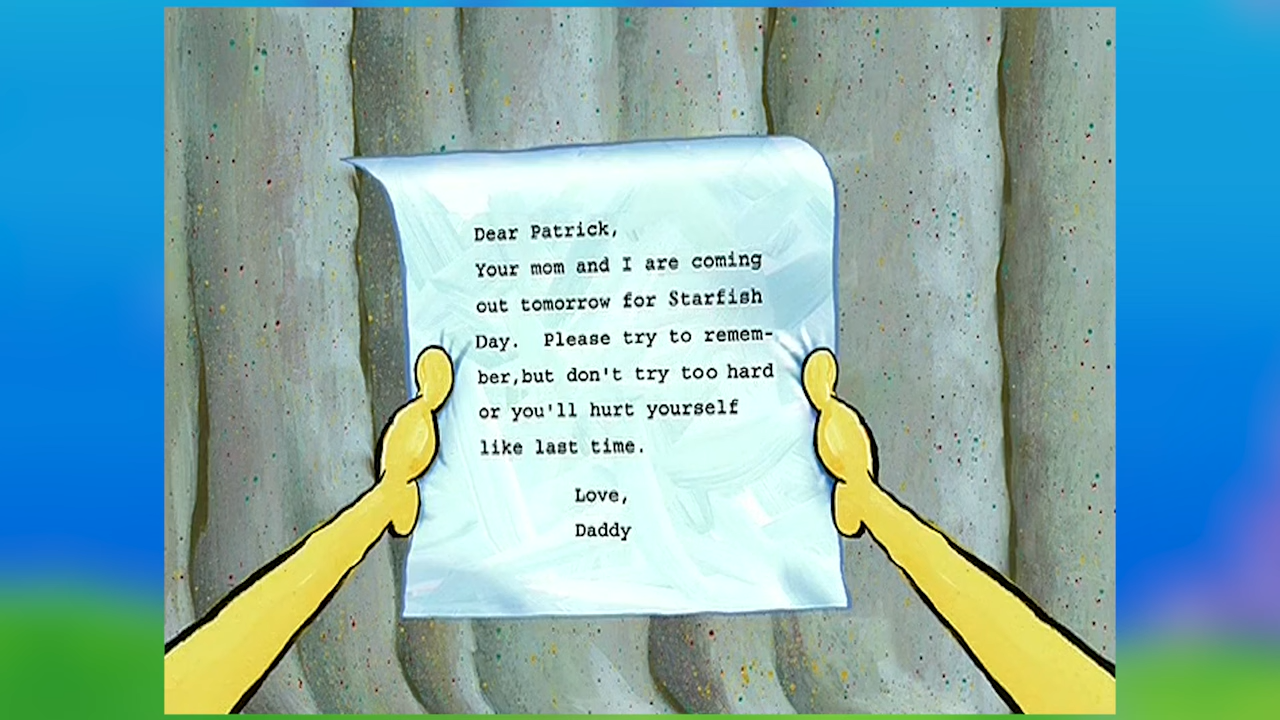 Dear Patrick,
Your mom and I are coming
out tomorrow for Starfish
Day. Please try to remem-
ber,but don't try too hard
or you'll hurt yourself
like last time.
Love,
Daddy